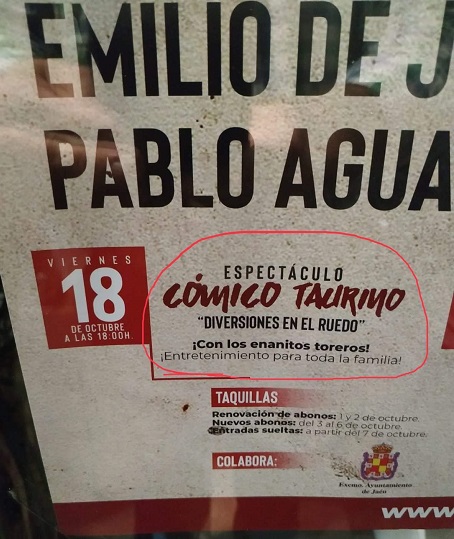 EMILIO DE J
PABLO AGUA
VIERNES
18
DE OCTUBRE
A LAS 18:00H.
ESPECTÁCULO
CÓMICO TAURINO
"DIVERSIONES EN EL RUEDO"
¡Con los enanitos toreros!
¡Entretenimiento para toda la familia!
TAQUILLAS
Renovación de abonos: 1 y 2 de octubre.
Nuevos abonos: del 3 al 6 de octubre.
Entradas sueltas: a partir del 7 de octubre.
COLABORA:
Excmo. Ayuntamiento
de Jaén
www.